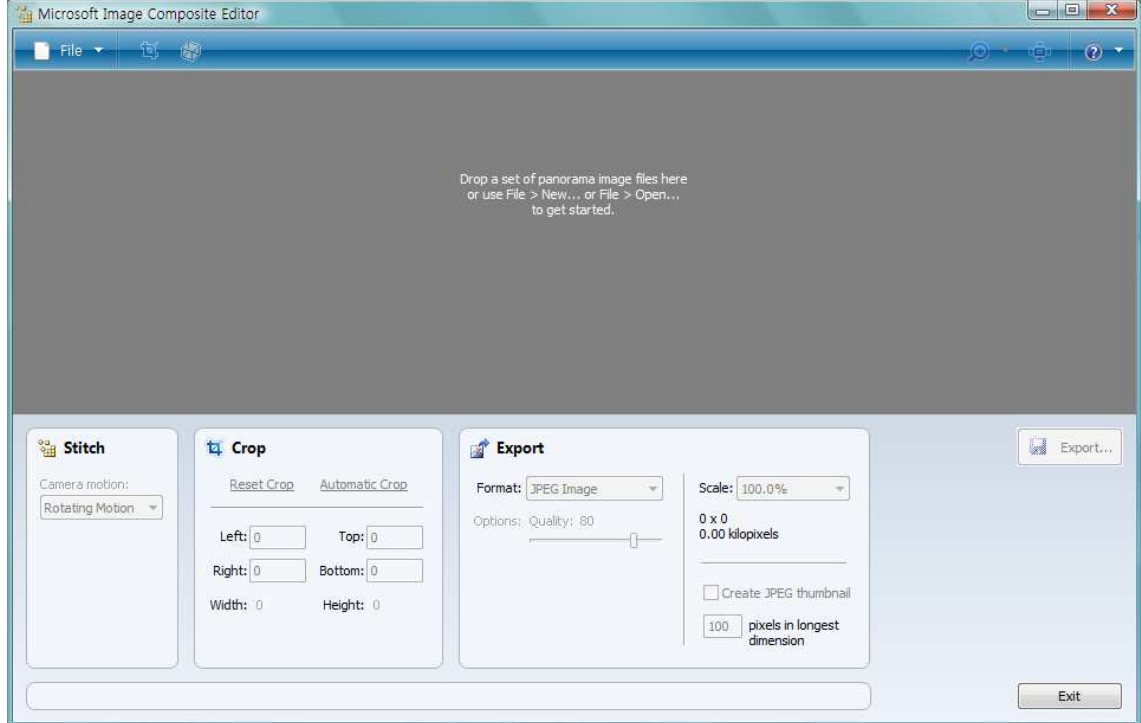 Microsoft Image Composite Editor
File
Drop a set of panorama image files here
or use File > New... or File > Open...
to get started.
Stitch
Camera motion:
Rotating Motion
Crop
Reset Crop Automatic Crop
Left: 0 Top: 0
Right: 0 Bottom: 0
Width: 0 Height: 0
Export
Format: JPEG Image
Options: Quality: 80
Scale: 100.0%
0 x 0
0.00 kilopixels
Create JPEG thumbnail
100 pixels in longest
dimension
Export...
Exit